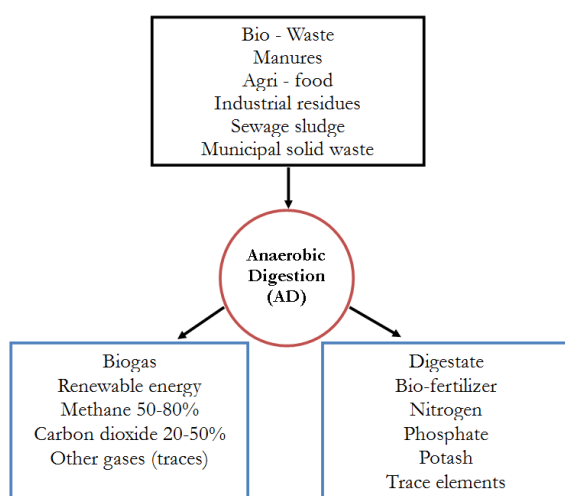 Bio - Waste
Manures
Agri - food
Industrial residues
Sewage sludge
Municipal solid waste
Anaerobic
Digestion
(AD)
Biogas
Renewable energy
Methane 50-80%
Carbon dioxide 20-50%
Other gases (traces)
Digestate
Bio-fertilizer
Nitrogen
Phosphate
Potash
Trace elements